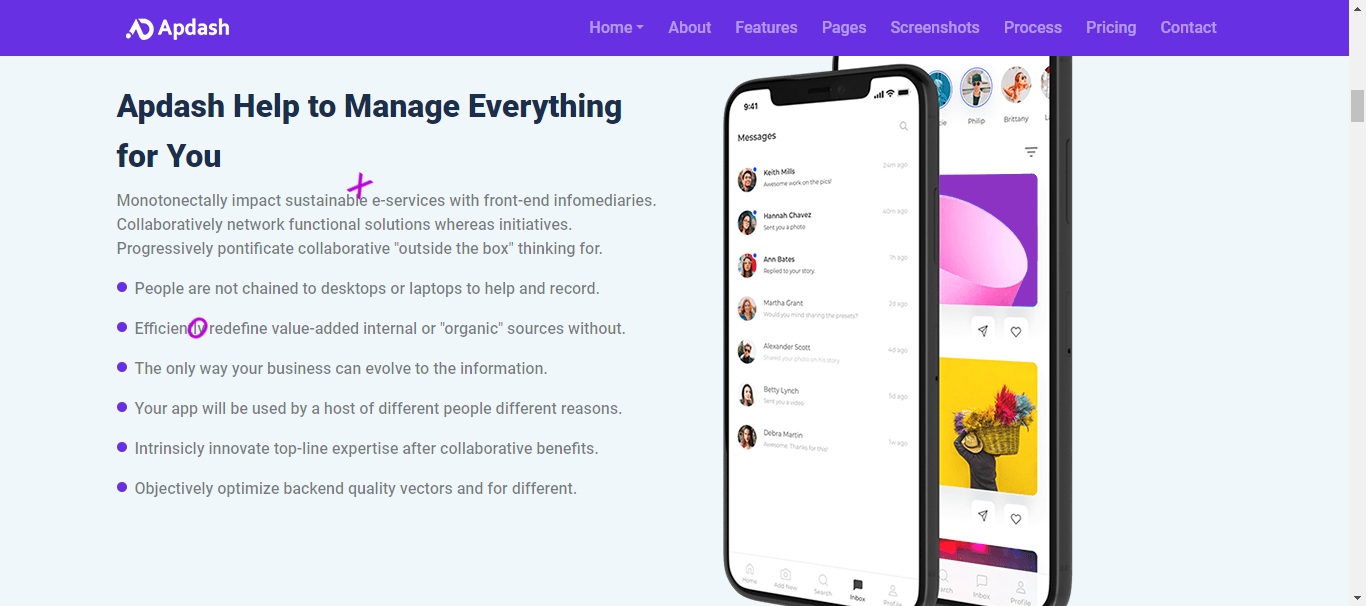 Apdash
Home About Features Pages Screenshots Process Pricing Contact
Apdash Help to Manage Everything
for You
Monotonectally impact sustainable e-services with front-end infomediaries.
Collaboratively network functional solutions whereas initiatives.
Progressively pontificate collaborative "outside the box" thinking for.
People are not chained to desktops or laptops to help and record.
Efficiently redefine value-added internal or "organic" sources without.
The only way your business can evolve to the information.
Your app will be used by a host of different people different reasons.
Intrinsicly innovate top-line expertise after collaborative benefits.
Objectively optimize backend quality vectors and for different.
9:41
Messages
Keith Mills 24m ago
Awesome work on the pics!
Hannah Chavez 40m ago
Sent you a photo
Ann Bates 1h ago
Replied to your story.
Martha Grant 2d ago
Would you mind sharing the presets?
Alexander Scott 4d ago
Shared your photo on his story
Betty Lynch 5d ago
Sent you a video
Debra Martin 1w ago
Awesome. Thanks for this!
Home Add New Search Inbox Profile
Philip Brittany
Inbox Profile